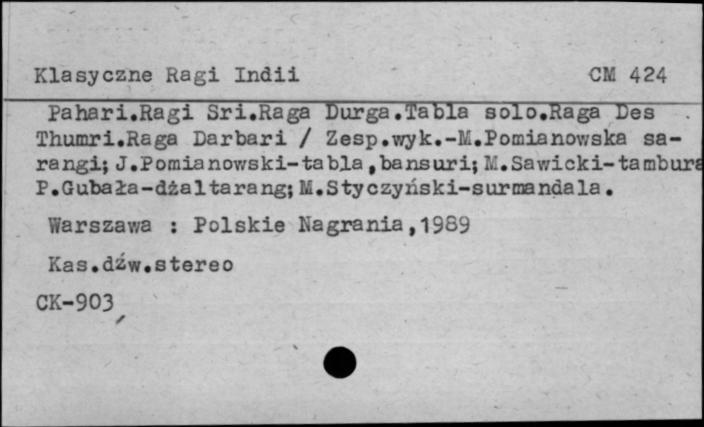 Klasyczne Ragi Indii CM 424
Pahari.Ragi Sri.Raga Durga.Tabla solo.Raga Des
Thumri.Raga Darbari / Zesp.wyk.-M.Pomianowska sa-
rangi; J.Pomianowski-tabla,bansuri; M.Sawicki-tambura
P.Gubała-dżaltarang; M.Styczyński-surmandala.
Warszawa : Polskie Nagrania,1989
Kas.dźw.stereo
CK-903